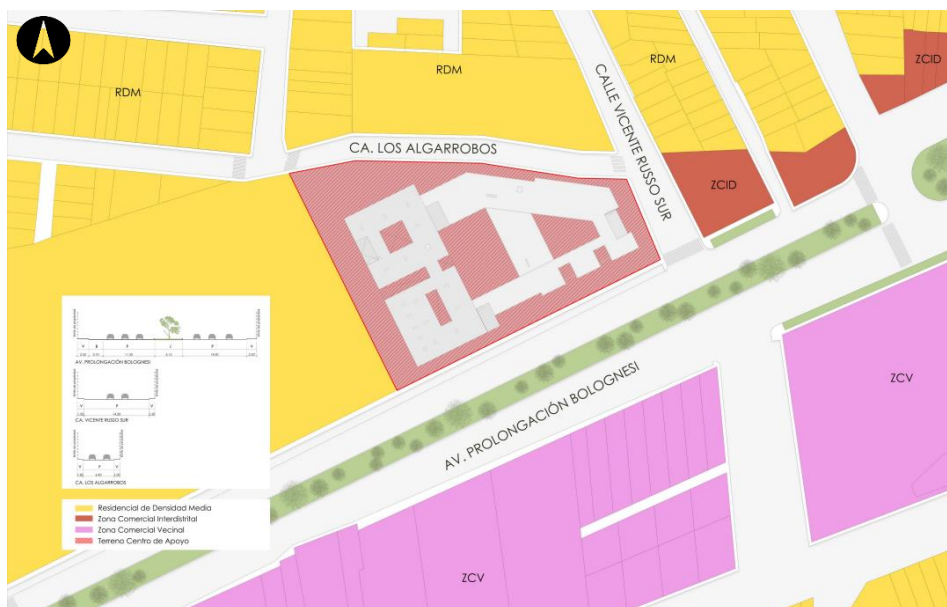 ZCID
RDM
RDM
RDM
CALLE VICENTE RUSSO SUR
CA. LOS ALGARROBOS
ZCID
ZCV
AV. PROLONGACIÓN BOLOGNESI
ZCV
V B P J P V
AV. PROLONGACIÓN BOLOGNESI
V P V
CA. VICENTE RUSSO SUR
V P V
CA. LOS ALGARROBOS
Residencial de Densidad Media
Zona Comercial Interdistrital
Zona Comercial Vecinal
Terreno Centro de Apoyo